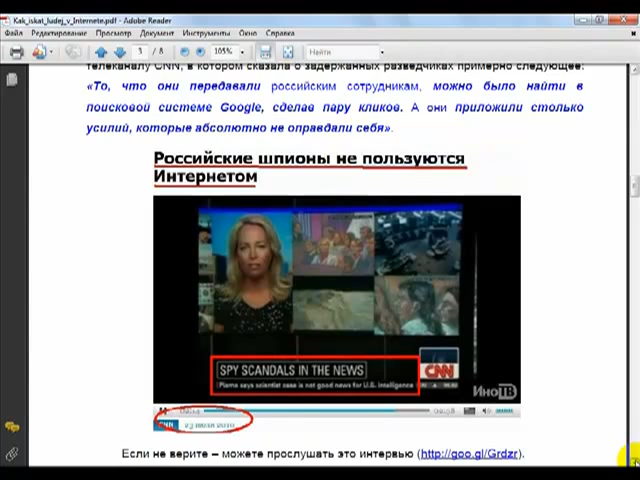 Kak_iskat_ludej_v_Internete.pdf - Adobe Reader
Файл Редактирование Просмотр Документ Инструменты Окно Справка
3 / 8 105% Найти
телеканалу CNN, в котором сказала о задержанных разведчиках примерно следующее:
«То, что они передавали российским сотрудникам, можно было найти в
поисковой системе Google, сделав пару кликов. А они приложили столько
усилий, которые абсолютно не оправдали себя».
Российские шпионы не пользуются
Интернетом
SPY SCANDALS IN THE NEWS
Plame says scientist case is not good news for U.S. Intelligence
CNN
ИноТВ
CNN
Если не верите – можете прослушать это интервью (http://goo.gl/Grdzr).